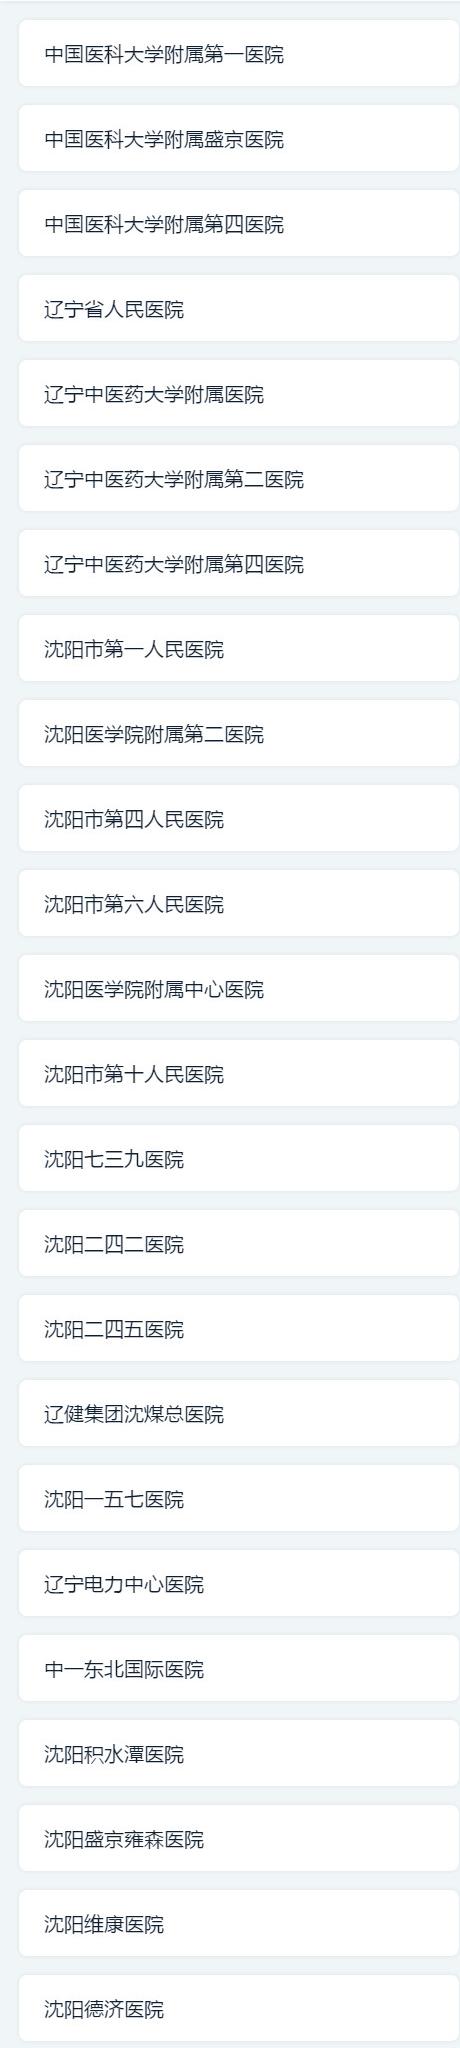 中国医科大学附属第一医院
中国医科大学附属盛京医院
中国医科大学附属第四医院
辽宁省人民医院
辽宁中医药大学附属医院
辽宁中医药大学附属第二医院
辽宁中医药大学附属第四医院
沈阳市第一人民医院
沈阳医学院附属第二医院
沈阳市第四人民医院
沈阳市第六人民医院
沈阳医学院附属中心医院
沈阳市第十人民医院
沈阳七三九医院
沈阳二四二医院
沈阳二四五医院
辽健集团沈煤总医院
沈阳一五七医院
辽宁电力中心医院
中一东北国际医院
沈阳积水潭医院
沈阳盛京雍森医院
沈阳维康医院
沈阳德济医院